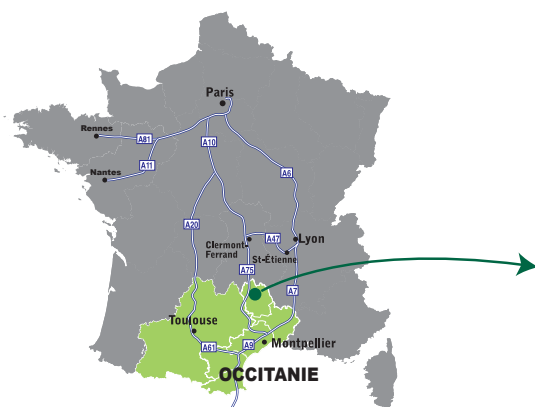 Paris
Rennes
A81
A10
A11
Nantes
A6
A20
Clermont-
Ferrand
A47
Lyon
St-Étienne
A75
A7
Toulouse
A61
A9
Montpellier
OCCITANIE